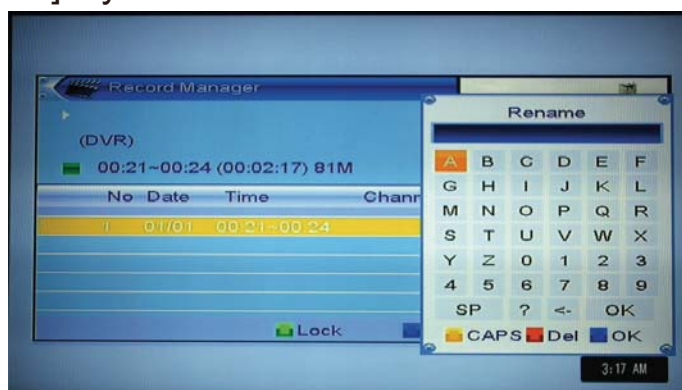 Record Manager
Rename
(DVR)
00:21~00:24 (00:02:17) 81M
No Date Time Chann
1 01/01 00:21~00:24
A B C D E F
G H I J K L
M N O P Q R
S T U V W X
Y Z 0 1 2 3
4 5 6 7 8 9
SP ? <- OK
Lock
CAPS Del OK
3:17 AM